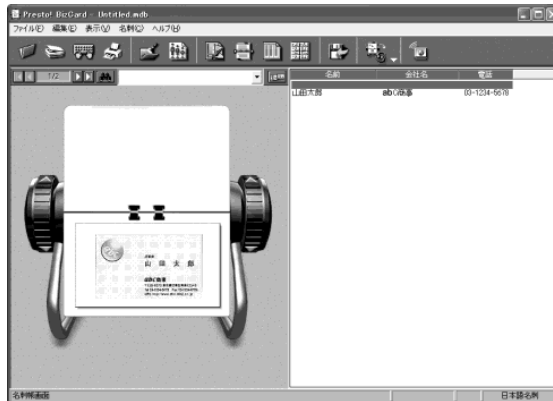 Presto! BizCard - Untitled.mdb
ファイル(F) 編集(E) 表示(V) 名刺(C) ヘルプ(H)
1/2
名前 会社名 電話
山田太郎 abC商事 03-1234-5678
山田太郎
abC商事
名刺帳画面 日本語名刺